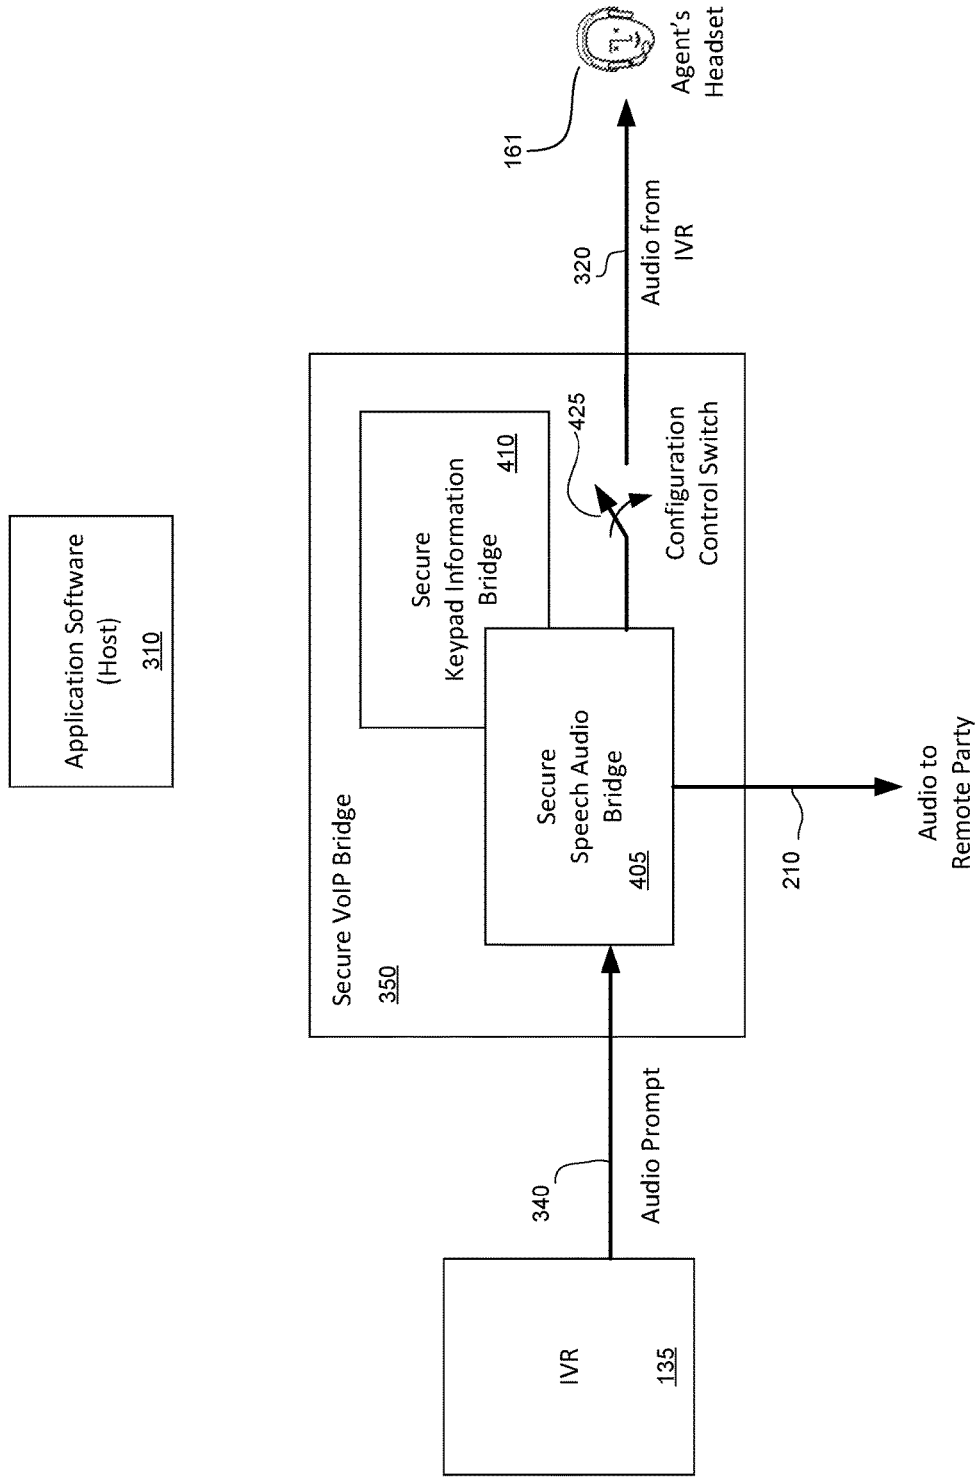 Application Software
(Host)
310
Secure VoIP Bridge
350
Secure
Keypad Information
Bridge
410
Secure
Speech Audio
Bridge
405
425
Configuration
Control Switch
IVR
135
340
Audio Prompt
320
Audio from
IVR
161
Agent's
Headset
210
Audio to
Remote Party